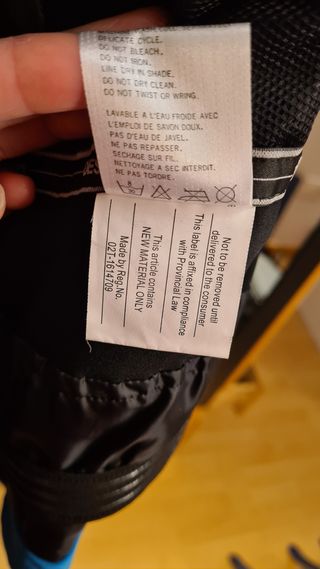 DELICATE CYCLE.
DO NOT BLEACH.
DO NOT IRON.
LINE DRY IN SHADE.
DO NOT DRY CLEAN.
DO NOT TWIST OR WRING.
LAVABLE A L'EAU FROIDE AVEC
L'EMPLOI DE SAVON DOUX.
PAS D'EAU DE JAVEL.
NE PAS REPASSER.
SECHAGE SUR FIL.
NETTOYAGE A SEC INTERDIT.
NE PAS TORDRE.
Not to be removed until
delivered to the consumer
This label is affixed in compliance
with Provincial Law
This article contains
NEW MATERIAL ONLY
Made by Reg.No.
021-1614709